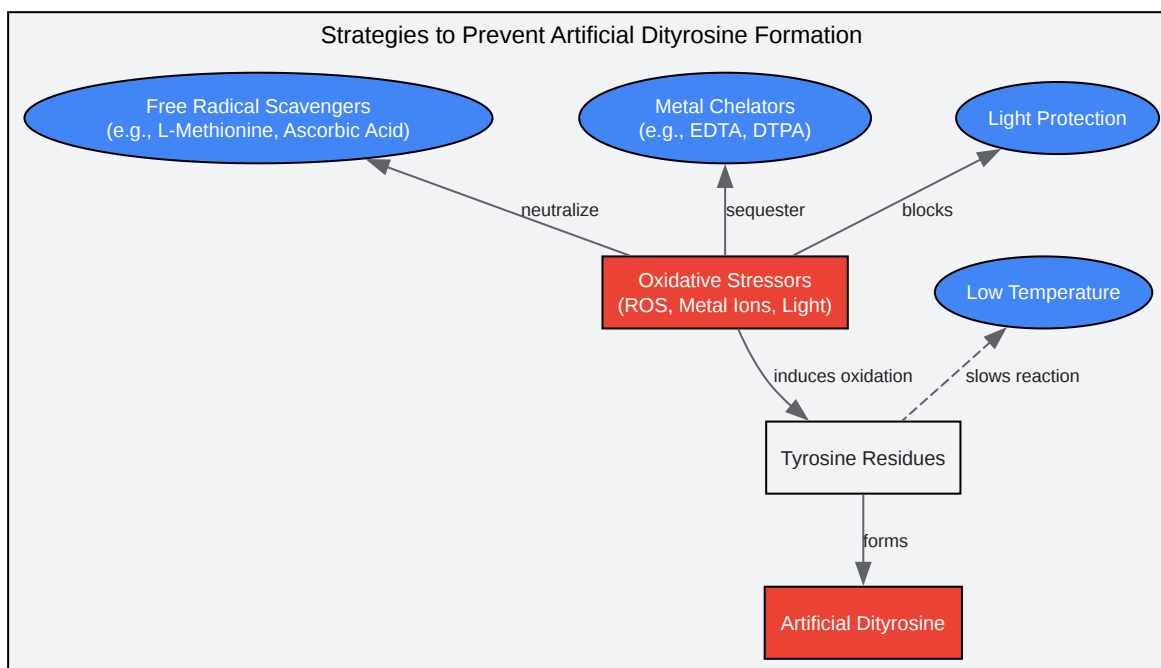 Strategies to Prevent Artificial Dityrosine Formation
Free Radical Scavengers
(e.g., L-Methionine, Ascorbic Acid)
Metal Chelators
(e.g., EDTA, DTPA)
Light Protection
neutralize
sequester
blocks
Oxidative Stressors
(ROS, Metal Ions, Light)
Low Temperature
induces oxidation
slows reaction
Tyrosine Residues
forms
Artificial Dityrosine